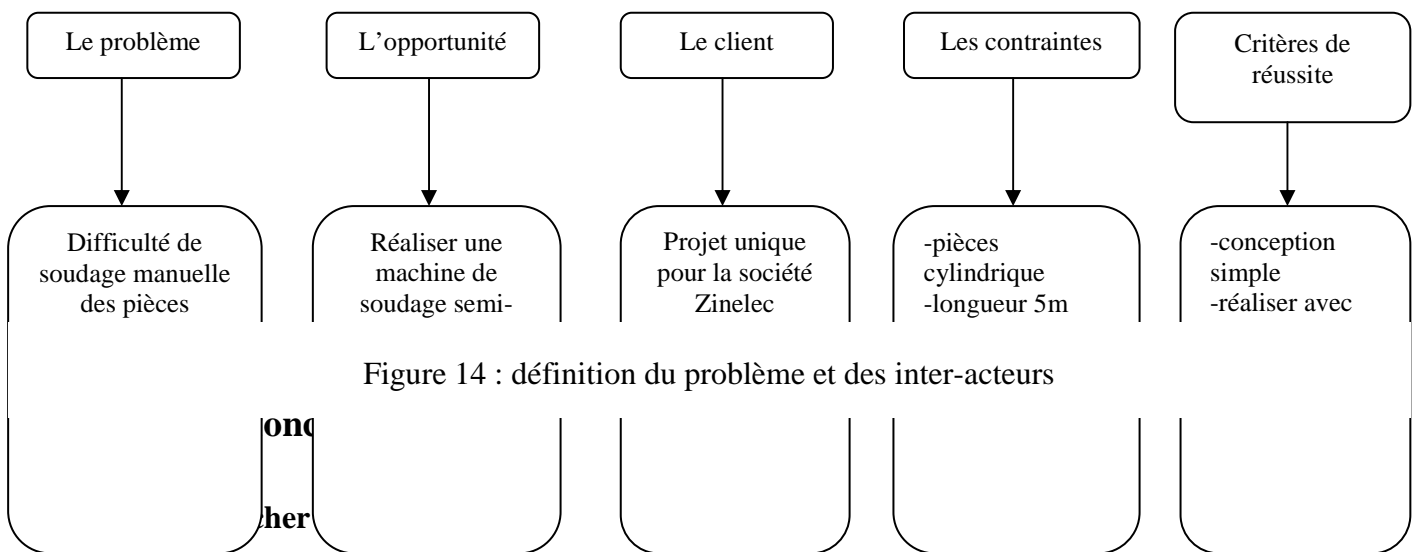 Le problème
L’opportunité
Le client
Les contraintes
Critères de
réussite
Difficulté de
soudage manuelle
des pièces
Réaliser une
machine de
soudage semi-
Projet unique
pour la société
Zinelec
-pièces
cylindrique
-longueur 5m
-conception
simple
-réaliser avec
Figure 14 : définition du problème et des inter-acteurs